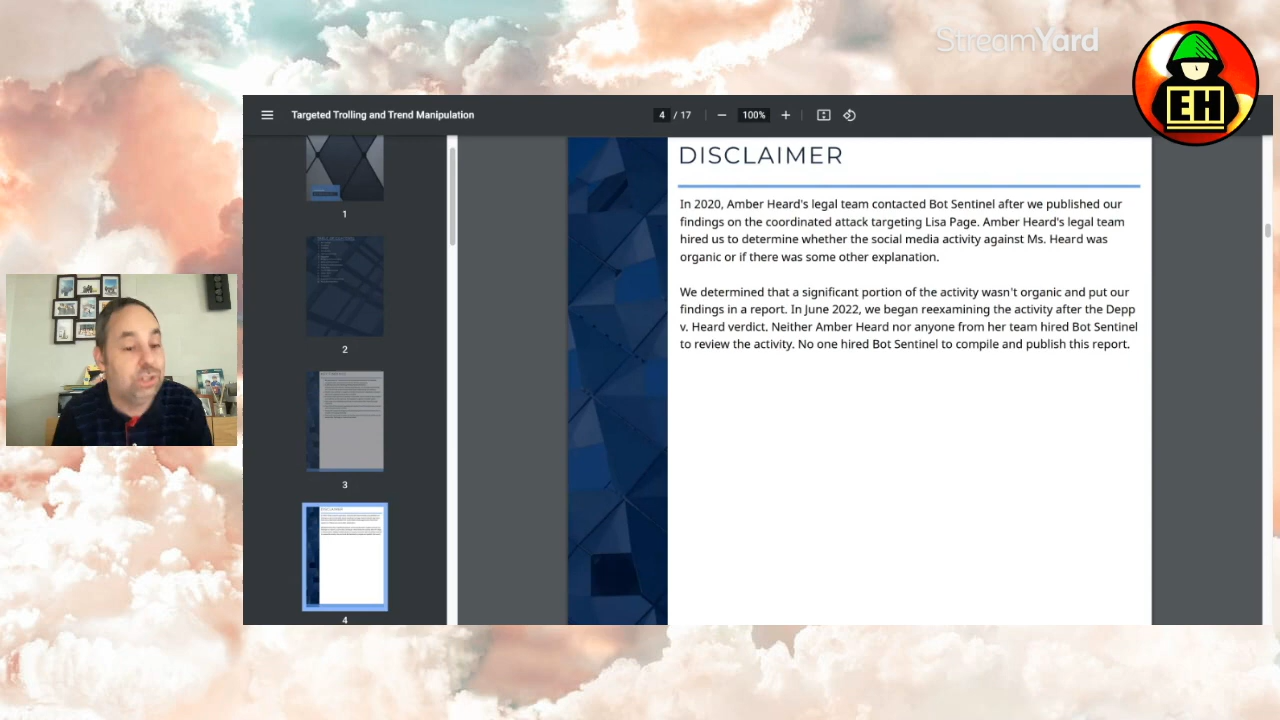 StreamYard
EH
Targeted Trolling and Trend Manipulation
4 / 17
100%
DISCLAIMER
In 2020, Amber Heard's legal team contacted Bot Sentinel after we published our
findings on the coordinated attack targeting Lisa Page. Amber Heard's legal team
hired us to determine whether the social media activity against Ms. Heard was
organic or if there was some other explanation.
We determined that a significant portion of the activity wasn't organic and put our
findings in a report. In June 2022, we began reexamining the activity after the Depp
v. Heard verdict. Neither Amber Heard nor anyone from her team hired Bot Sentinel
to review the activity. No one hired Bot Sentinel to compile and publish this report.
1
2
3
4